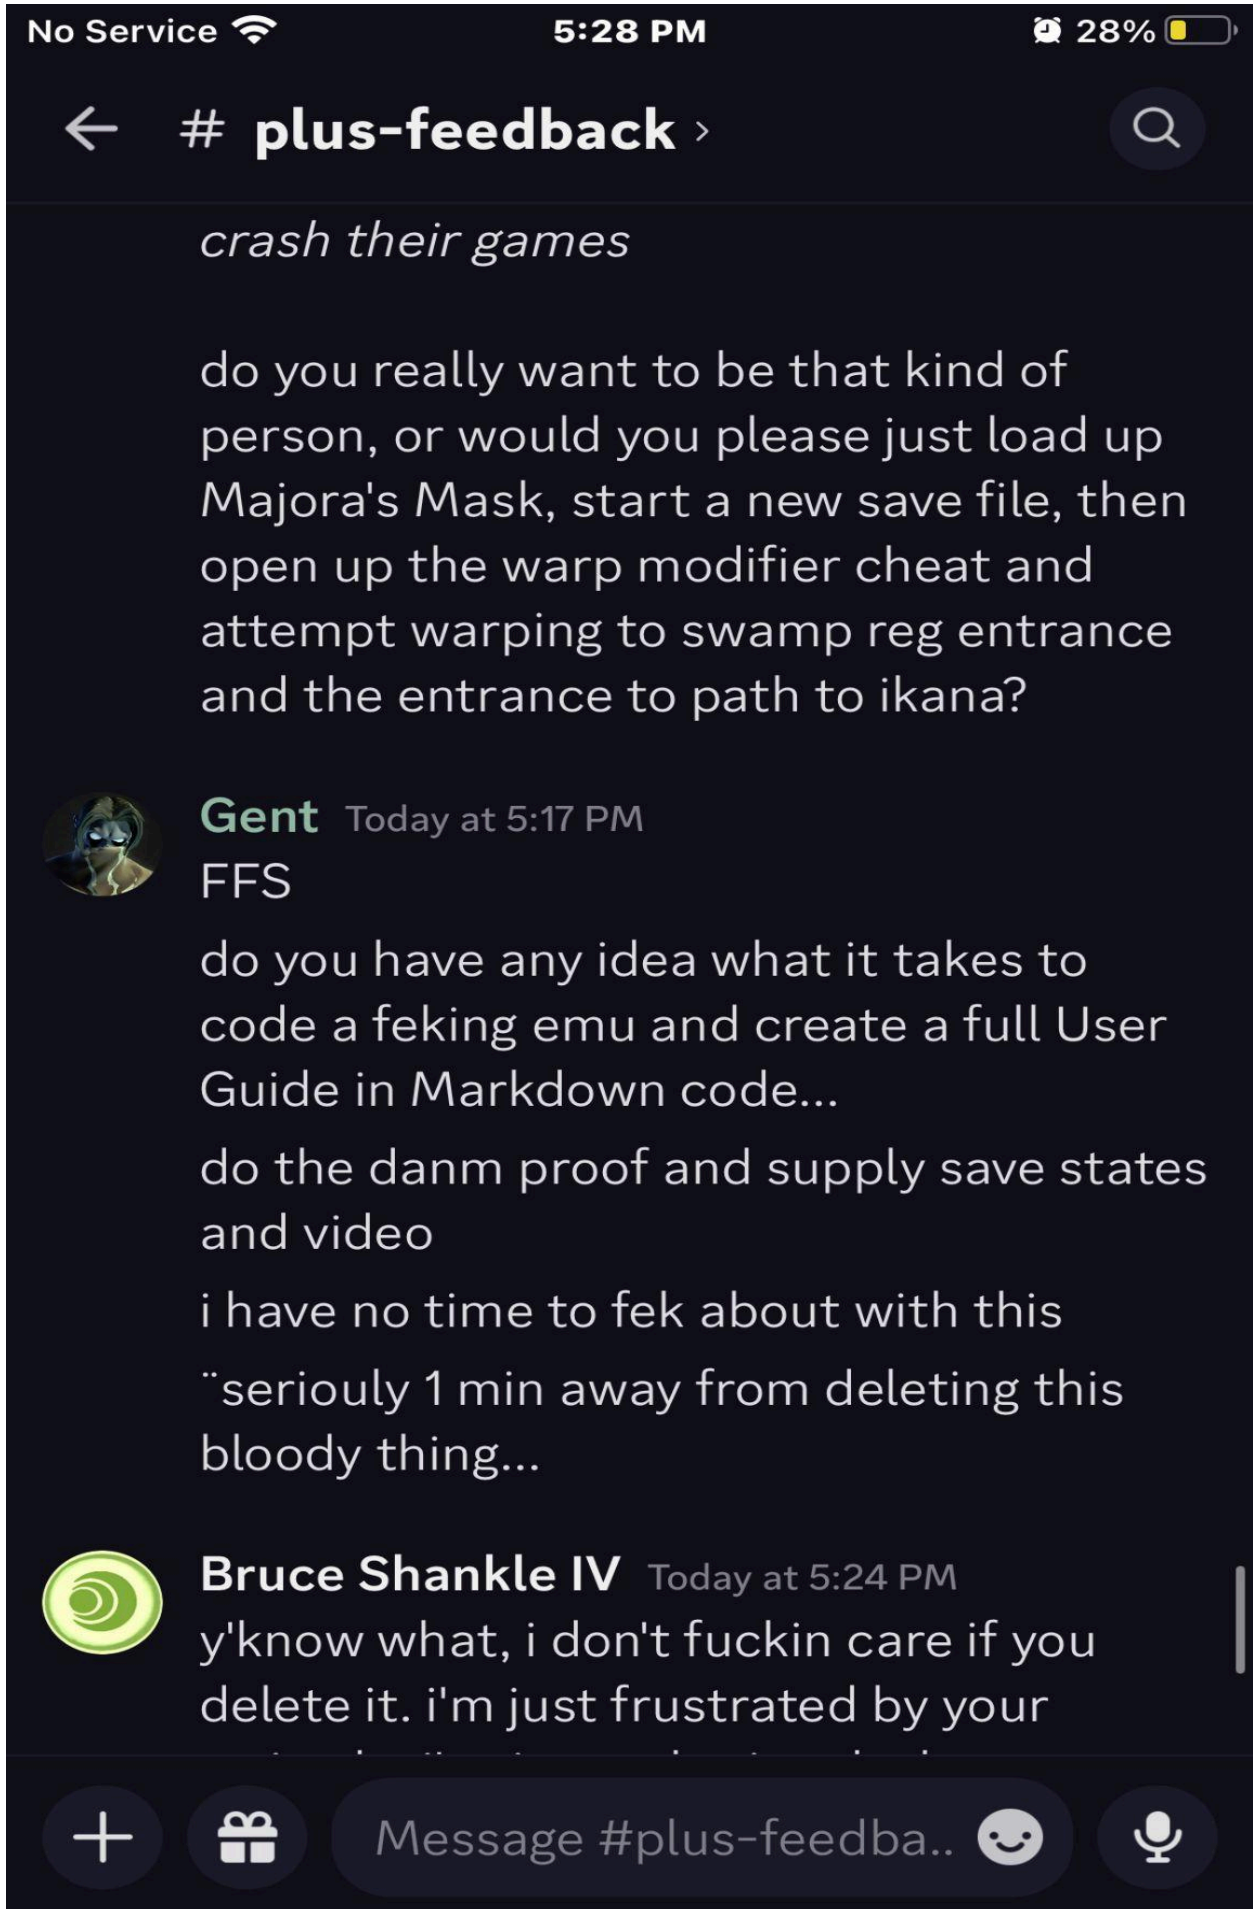 No Service 5:28 PM 28%
# plus-feedback ›
crash their games
do you really want to be that kind of
person, or would you please just load up
Majora's Mask, start a new save file, then
open up the warp modifier cheat and
attempt warping to swamp reg entrance
and the entrance to path to ikana?
Gent Today at 5:17 PM
FFS
do you have any idea what it takes to
code a feking emu and create a full User
Guide in Markdown code...
do the danm proof and supply save states
and video
i have no time to fek about with this
¨seriouly 1 min away from deleting this
bloody thing...
Bruce Shankle IV Today at 5:24 PM
y'know what, i don't fuckin care if you
delete it. i'm just frustrated by your
Message #plus-feedba..